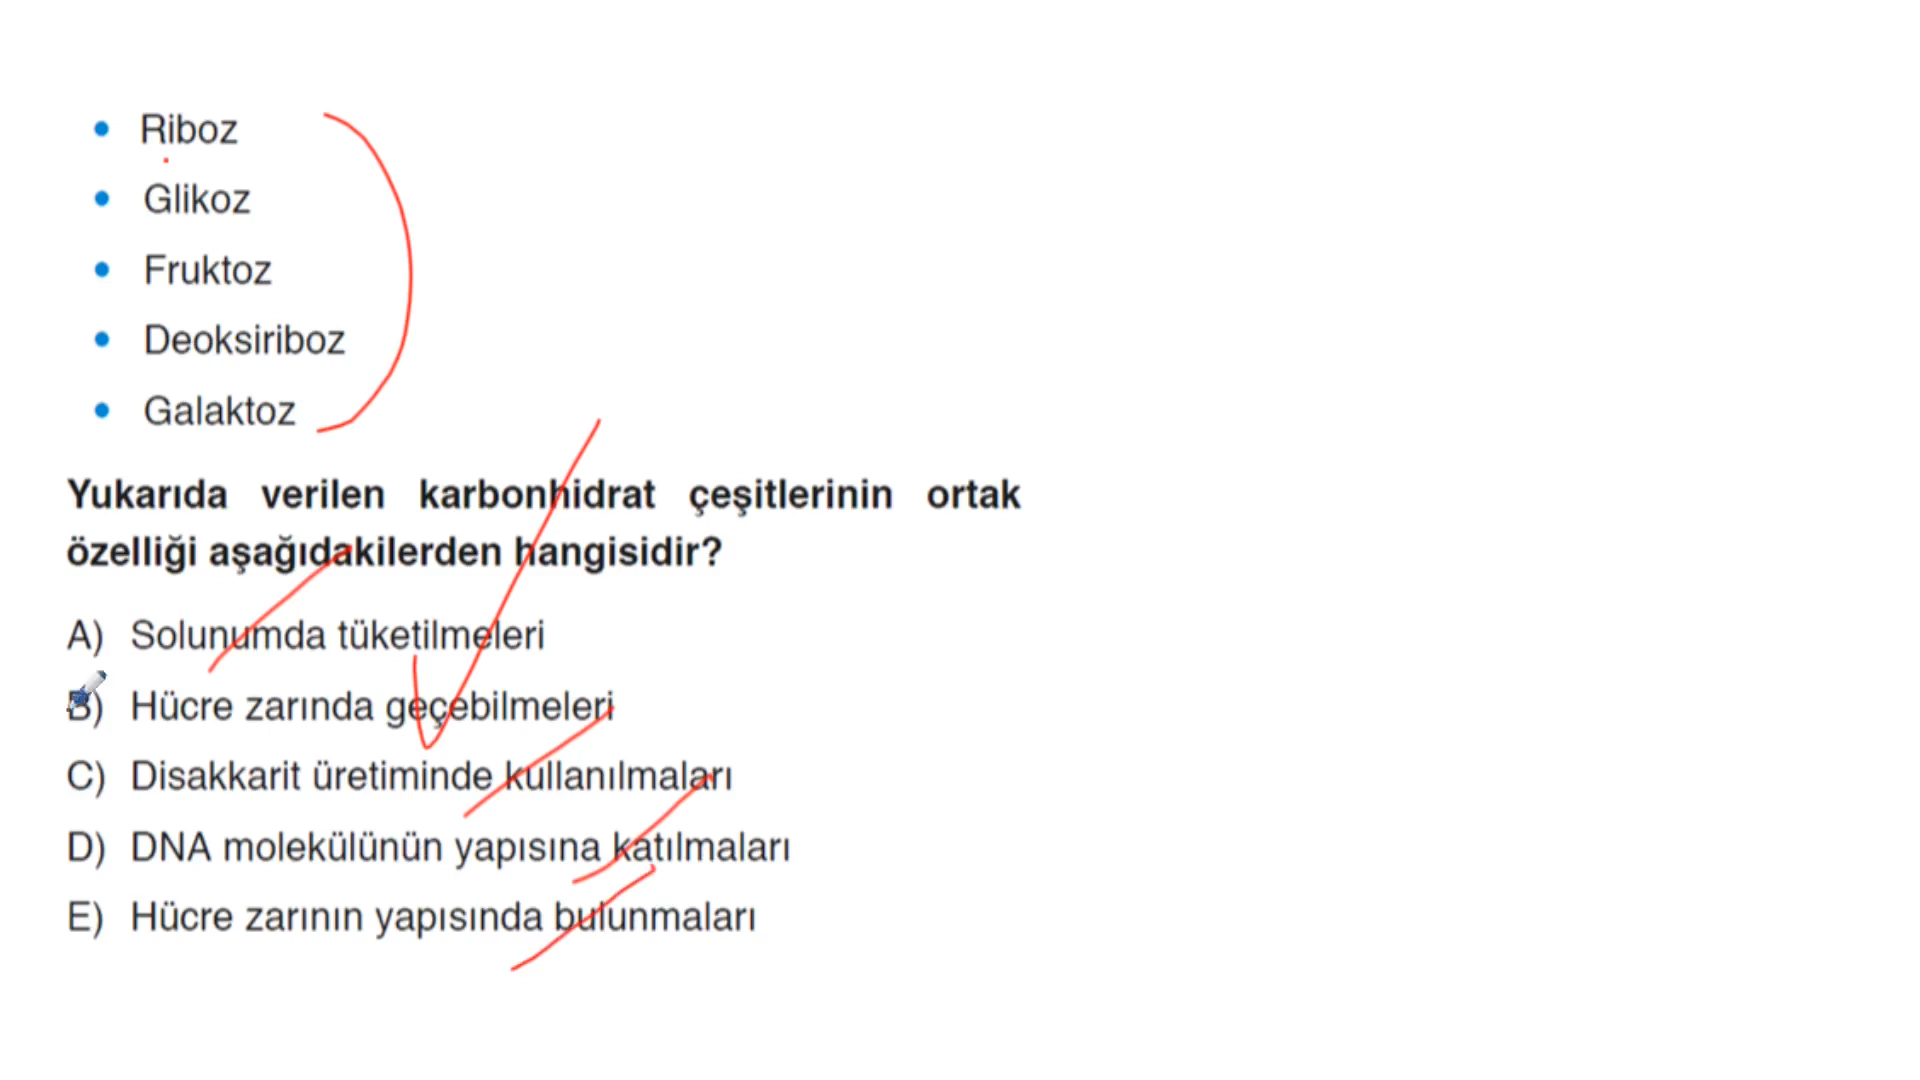 • Riboz
• Glikoz
• Fruktoz
• Deoksiriboz
• Galaktoz
Yukarıda verilen karbonhidrat çeşitlerinin ortak
özelliği aşağıdakilerden hangisidir?
A) Solunumda tüketilmeleri
B) Hücre zarında geçebilmeleri
C) Disakkarit üretiminde kullanılmaları
D) DNA molekülünün yapısına katılmaları
E) Hücre zarının yapısında bulunmaları